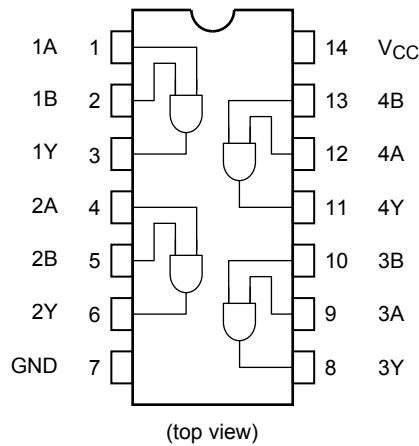 1A 1 14 VCC
1B 2 13 4B
1Y 3 12 4A
2A 4 11 4Y
2B 5 10 3B
2Y 6 9 3A
GND 7 8 3Y
(top view)